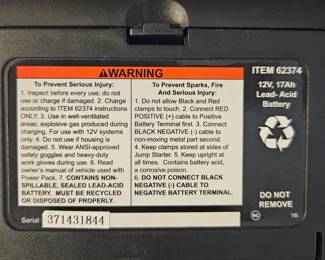 ⚠WARNING
To Prevent Serious Injury:
1. Inspect before every use; do not
use or charge if damaged. 2. Charge
according to ITEM 62374 instructions
ONLY. 3. Use in well-ventilated
areas; explosive gas produced during
charging. For use with 12V systems
only. 4. Do not use if housing is
damaged. 5. Wear ANSI-approved
safety goggles and heavy-duty
work gloves during use. 6. Read
owner's manual of vehicle used with
Power Pack. 7. CONTAINS NON-
SPILLABLE, SEALED LEAD-ACID
BATTERY. MUST BE RECYCLED
OR DISPOSED OF PROPERLY.
To Prevent Sparks, Fire
And Serious Injury:
1. Do not allow Black and Red
clamps to touch. 2. Connect RED
POSITIVE (+) cable to Positive
Battery Terminal first. 3. Connect
BLACK NEGATIVE (-) cable to
non-moving metal part second.
4. Keep clamps stored at sides of
Jump Starter. 5. Keep upright at
all times. Contains battery acid,
a corrosive poison.
6. DO NOT CONNECT BLACK
NEGATIVE (-) CABLE TO
NEGATIVE BATTERY TERMINAL.
ITEM 62374
12V, 17Ah
Lead- Acid
Battery
DO NOT
REMOVE
16i
Serial: 371431844